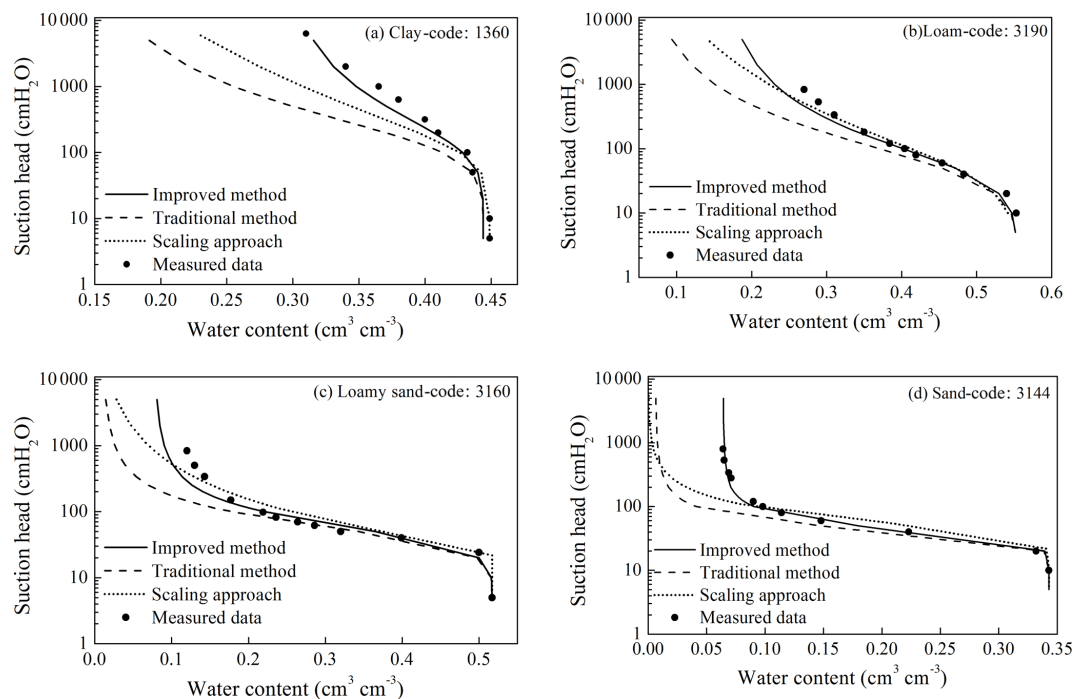 (a) Clay-code: 1360
Suction head (cmH₂O)
10 000
1000
100
10
1
Improved method
Traditional method
Scaling approach
Measured data
0.15 0.20 0.25 0.30 0.35 0.40 0.45
Water content (cm³ cm⁻³)
(b)Loam-code: 3190
Suction head (cmH₂O)
10 000
1000
100
10
1
Improved method
Traditional method
Scaling approach
Measured data
0.1 0.2 0.3 0.4 0.5 0.6
Water content (cm³ cm⁻³)
(c) Loamy sand-code: 3160
Suction head (cmH₂O)
10 000
1000
100
10
1
Improved method
Traditional method
Scaling approach
Measured data
0.0 0.1 0.2 0.3 0.4 0.5
Water content (cm³ cm⁻³)
(d) Sand-code: 3144
Suction head (cmH₂O)
10 000
1000
100
10
1
Improved method
Traditional method
Scaling approach
Measured data
0.00 0.05 0.10 0.15 0.20 0.25 0.30 0.35
Water content (cm³ cm⁻³)